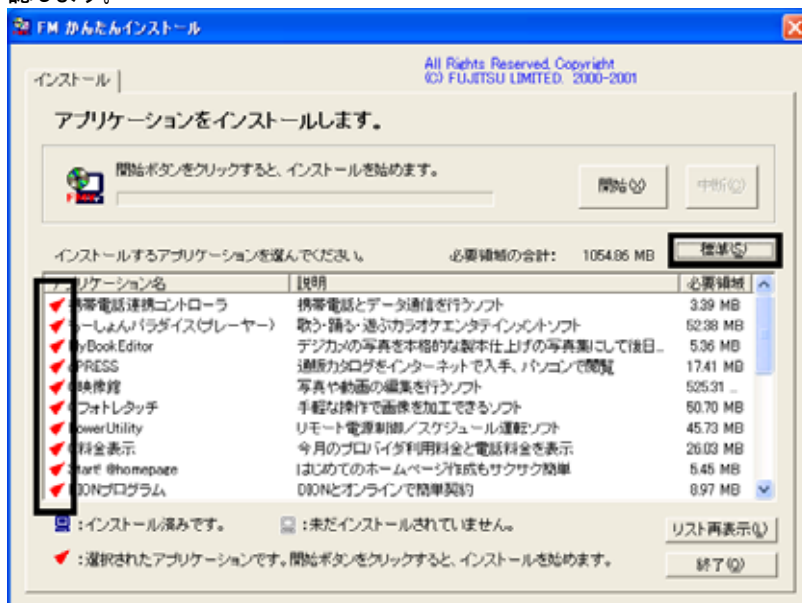 認します。
FM かんたんインストール
All Rights Reserved, Copyright
(C) FUJITSU LIMITED. 2000-2001
インストール
アプリケーションをインストールします。
開始ボタンをクリックすると、インストールを始めます。
開始(X)
中断(C)
インストールするアプリケーションを選んでください。
必要領域の合計: 1054.86 MB
標準(S)
リケーション名 説明 必要領域
帯電話連携コントローラ 携帯電話とデータ通信を行うソフト 3.39 MB
ーしょんパラダイス(プレーヤー) 歌う・踊る・遊ぶカラオケエンタテインメントソフト 52.38 MB
yBook Editor デジカメの写真を本格的な製本仕上げの写真集にして後日... 5.36 MB
PRESS 通販カタログをインターネットで入手、パソコンで閲覧 17.41 MB
映像館 写真や動画の編集を行うソフト 525.31 ...
フォトレタッチ 手軽な操作で画像を加工できるソフト 50.70 MB
owerUtility リモート電源制御/スケジュール運転ソフト 45.73 MB
料金表示 今月のプロバイダ利用料金と電話料金を表示 26.03 MB
tart! @homepage はじめてのホームページ作成もサクサク簡単 5.45 MB
IONプログラム DIONとオンラインで簡単契約 8.97 MB
:インストール済みです。 :未だインストールされていません。
リスト再表示(L)
:選択されたアプリケーションです。開始ボタンをクリックすると、インストールを始めます。
終了(Q)